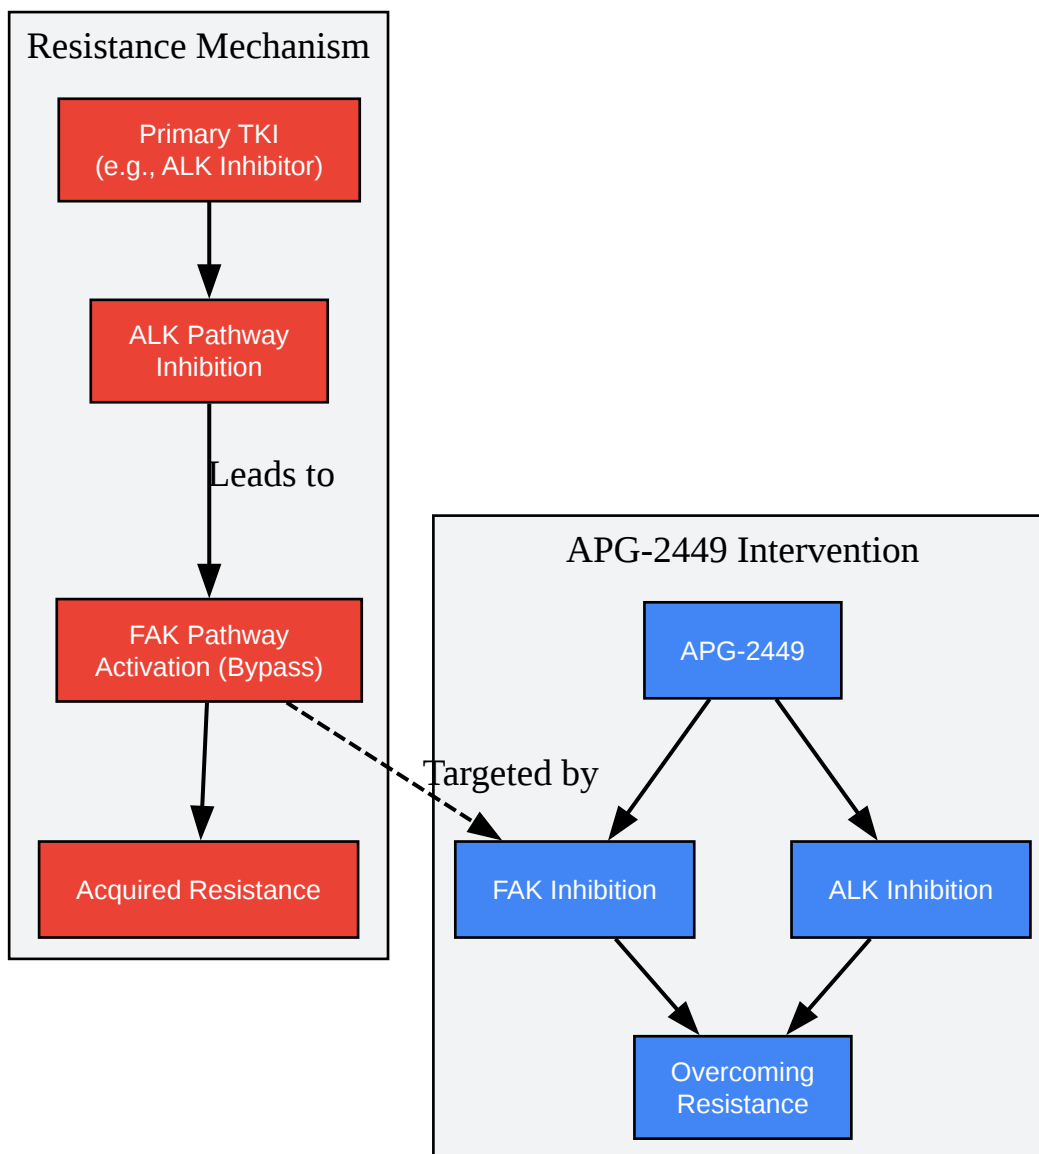 Resistance Mechanism
Primary TKI
(e.g., ALK Inhibitor)
ALK Pathway
Inhibition
Leads to
FAK Pathway
Activation (Bypass)
Acquired Resistance
Targeted by
APG-2449 Intervention
APG-2449
FAK Inhibition
ALK Inhibition
Overcoming
Resistance